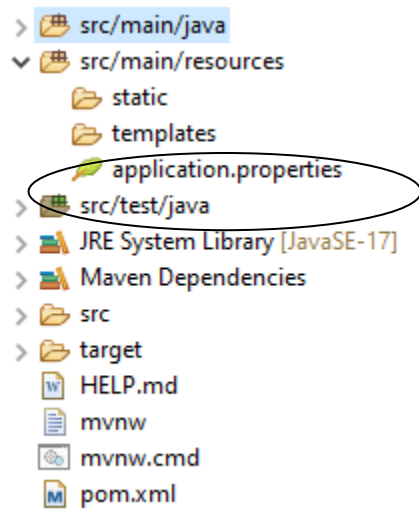 src/main/java
src/main/resources
static
templates
application.properties
src/test/java
JRE System Library [JavaSE-17]
Maven Dependencies
src
target
HELP.md
mvnw
mvnw.cmd
pom.xml